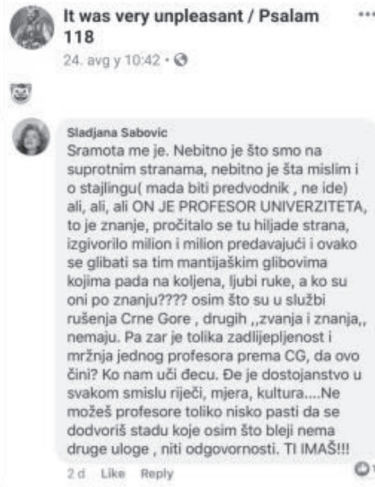 It was very unpleasant / Psalam
118
24. avg y 10:42
Sladjana Sabovic
Sramota me je. Nebitno je što smo na
suprotnim stranama, nebitno je šta mislim i
o stajlingu( mada biti predvodnik , ne ide)
ali, ali, ali ON JE PROFESOR UNIVERZITETA,
to je znanje, pročitalo se tu hiljade strana,
izgivorilo milion i milion predavajući i ovako
se glibati sa tim mantijaškim glibovima
kojima pada na koljena, ljubi ruke, a ko su
oni po znanju???? osim što su u službi
rušenja Crne Gore , drugih ,,zvanja i znanja,,
nemaju. Pa zar je tolika zadlijepljenost i
mržnja jednog profesora prema CG, da ovo
čini? Ko nam uči đecu. Đe je dostojanstvo u
svakom smislu riječi, mjera, kultura....Ne
možeš profesore toliko nisko pasti da se
dodvoriš stadu koje osim što bleji nema
druge uloge , niti odgovornosti. TI IMAŠ!!!
2 d Like Reply
1